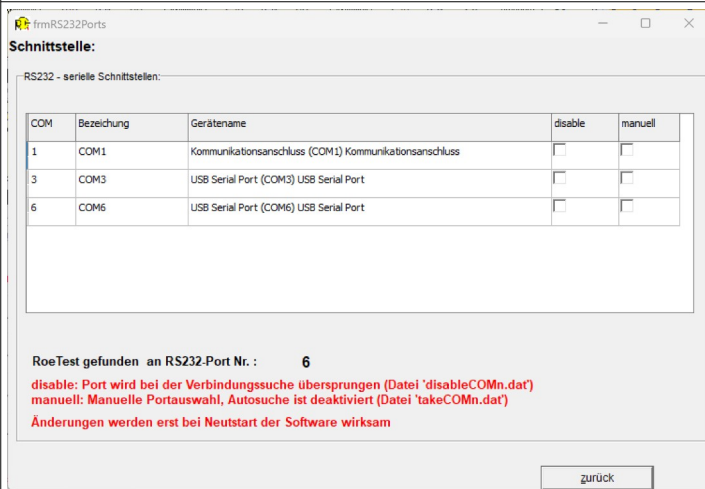 frmRS232Ports
Schnittstelle:
RS232 - serielle Schnittstellen:
COM Bezeichung Gerätename disable manuell
1 COM1 Kommunikationsanschluss (COM1) Kommunikationsanschluss
3 COM3 USB Serial Port (COM3) USB Serial Port
6 COM6 USB Serial Port (COM6) USB Serial Port
RoeTest gefunden an RS232-Port Nr. : 6
disable: Port wird bei der Verbindungssuche übersprungen (Datei 'disableCOMn.dat')
manuell: Manuelle Portauswahl, Autosuche ist deaktiviert (Datei 'takeCOMn.dat')
Änderungen werden erst bei Neutstart der Software wirksam
zurück